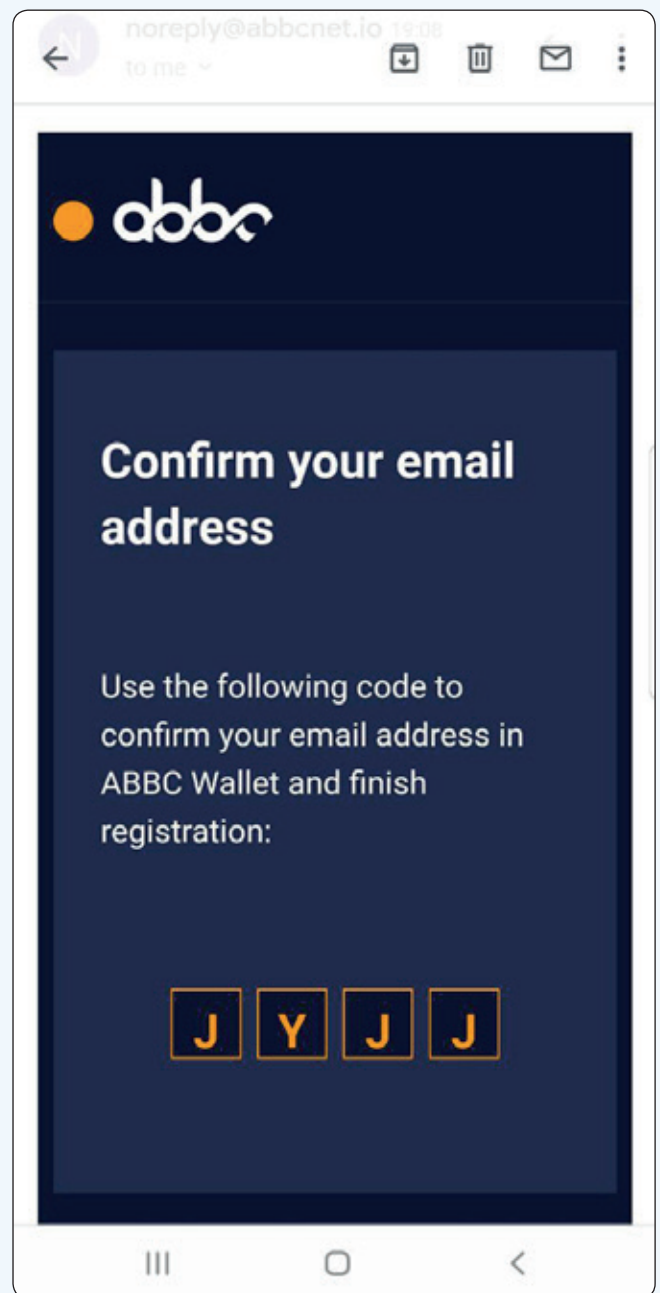 N
noreply@abbcnet.io 19:08
to me
abbc
Confirm your email
address
Use the following code to
confirm your email address in
ABBC Wallet and finish
registration:
J Y J J